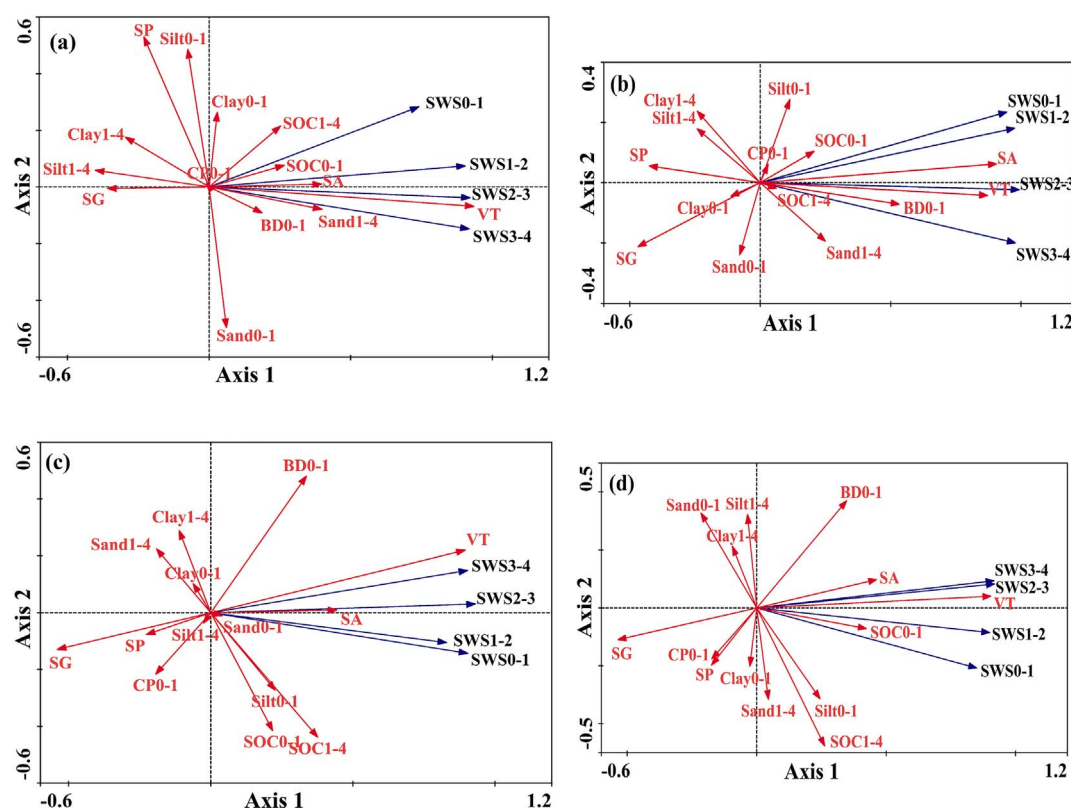 (a)
0.6
SP
Silt0-1
Clay0-1
SWS0-1
SOC1-4
Clay1-4
SWS1-2
Silt1-4
CP0-1
SOC0-1
SA
SG
SWS2-3
VT
BD0-1
Sand1-4
SWS3-4
Sand0-1
Axis 2
-0.6
-0.6
Axis 1
1.2
(b)
0.4
Silt0-1
Clay1-4
SWS0-1
Silt1-4
SWS1-2
SOC0-1
CP0-1
SP
SA
SWS2-3
VT
Clay0-1
SOC1-4
BD0-1
SG
Sand0-1
Sand1-4
SWS3-4
Axis 2
-0.4
-0.6
Axis 1
1.2
(c)
0.6
BD0-1
Clay1-4
Sand1-4
VT
Clay0-1
SWS3-4
SWS2-3
SA
Silt1-4
Sand0-1
SP
SWS1-2
SG
SWS0-1
CP0-1
Silt0-1
SOC0-1
SOC1-4
Axis 2
-0.6
-0.6
Axis 1
1.2
(d)
0.5
Sand0-1
Silt1-4
BD0-1
Clay1-4
SWS3-4
SA
SWS2-3
VT
SOC0-1
SWS1-2
SG
CP0-1
SP
Clay0-1
SWS0-1
Sand1-4
Silt0-1
SOC1-4
Axis 2
-0.5
-0.6
Axis 1
1.2